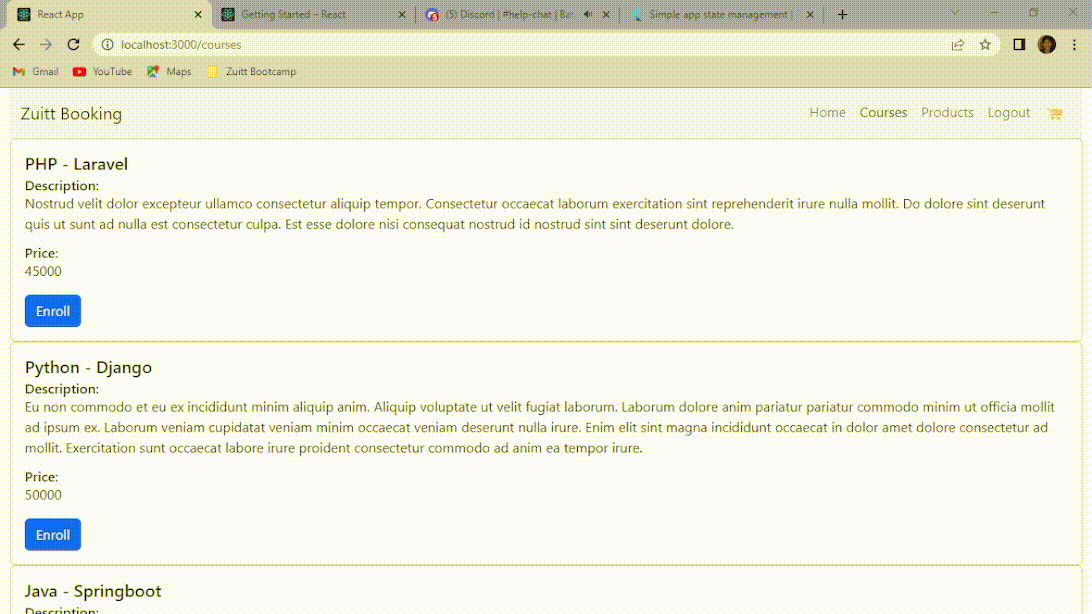 React App
Getting Started – React
(5) Discord | #help-chat | Bat
Simple app state management |
localhost:3000/courses
Gmail
YouTube
Maps
Zuitt Bootcamp
Zuitt Booking
Home
Courses
Products
Logout
PHP - Laravel
Description:
Nostrud velit dolor excepteur ullamco consectetur aliquip tempor. Consectetur occaecat laborum exercitation sint reprehenderit irure nulla mollit. Do dolore sint deserunt
quis ut sunt ad nulla est consectetur culpa. Est esse dolore nisi consequat nostrud id nostrud sint sint deserunt dolore.
Price:
45000
Enroll
Python - Django
Description:
Eu non commodo et eu ex incididunt minim aliquip anim. Aliquip voluptate ut velit fugiat laborum. Laborum dolore anim pariatur pariatur commodo minim ut officia mollit
ad ipsum ex. Laborum veniam cupidatat veniam minim occaecat veniam deserunt nulla irure. Enim elit sint magna incididunt occaecat in dolor amet dolore consectetur ad
mollit. Exercitation sunt occaecat labore irure proident consectetur commodo ad anim ea tempor irure.
Price:
50000
Enroll
Java - Springboot
Description: